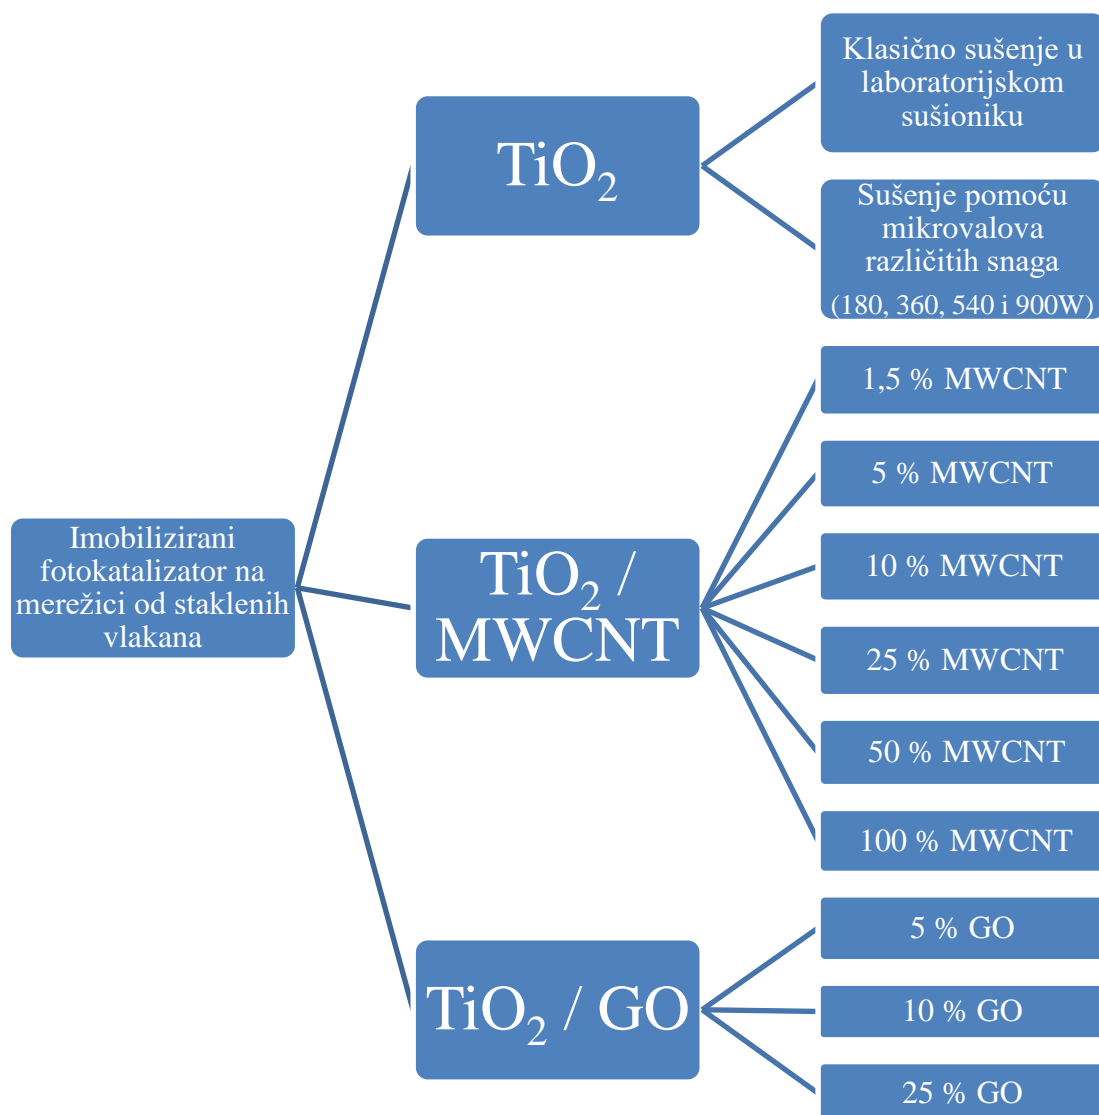 Imobilizirani
fotokatalizator na
merežici od staklenih
vlakana
TiO₂
Klasično sušenje u
laboratorijskom
sušioniku
Sušenje pomoću
mikrovalova
različitih snaga
(180, 360, 540 i 900W)
TiO₂ /
MWCNT
1,5 % MWCNT
5 % MWCNT
10 % MWCNT
25 % MWCNT
50 % MWCNT
100 % MWCNT
TiO₂ / GO
5 % GO
10 % GO
25 % GO